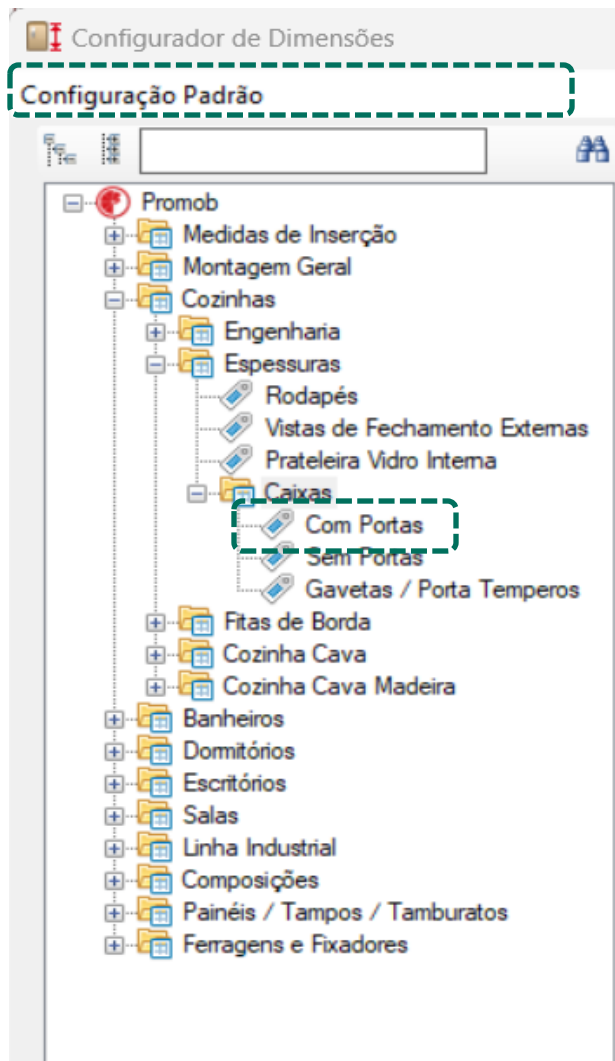 Configurador de Dimensões
Configuração Padrão
Promob
Medidas de Inserção
Montagem Geral
Cozinhas
Engenharia
Espessuras
Rodapés
Vistas de Fechamento Externas
Prateleira Vidro Interna
Caixas
Com Portas
Sem Portas
Gavetas / Porta Temperos
Fitas de Borda
Cozinha Cava
Cozinha Cava Madeira
Banheiros
Dormitórios
Escritórios
Salas
Linha Industrial
Composições
Painéis / Tampos / Tamburatos
Ferragens e Fixadores